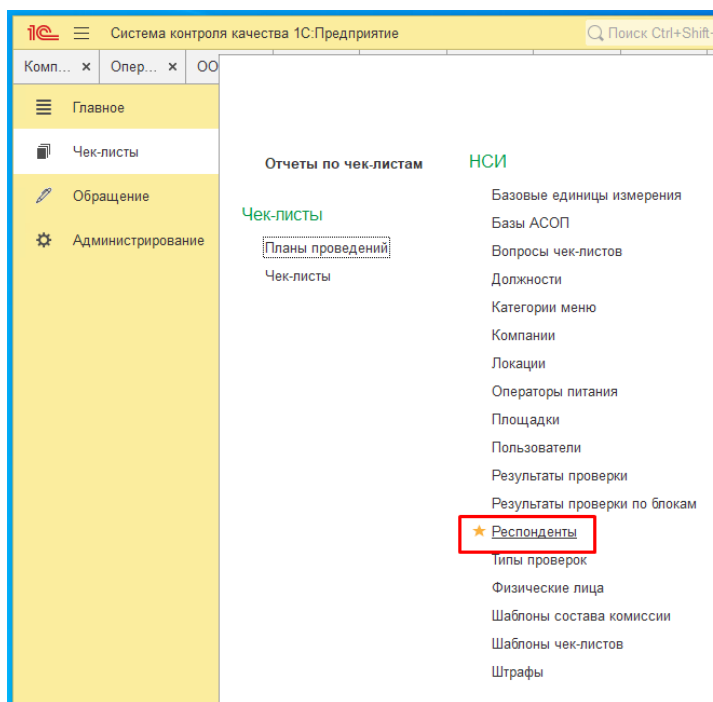 1С Система контроля качества 1С:Предприятие
Поиск Ctrl+Shift+
Комп... × Опер... × ОО
Главное
Чек-листы
Обращение
Администрирование
Отчеты по чек-листам
Чек-листы
Планы проведений
Чек-листы
НСИ
Базовые единицы измерения
Базы АСОП
Вопросы чек-листов
Должности
Категории меню
Компании
Локации
Операторы питания
Площадки
Пользователи
Результаты проверки
Результаты проверки по блокам
Респонденты
Типы проверок
Физические лица
Шаблоны состава комиссии
Шаблоны чек-листов
Штрафы